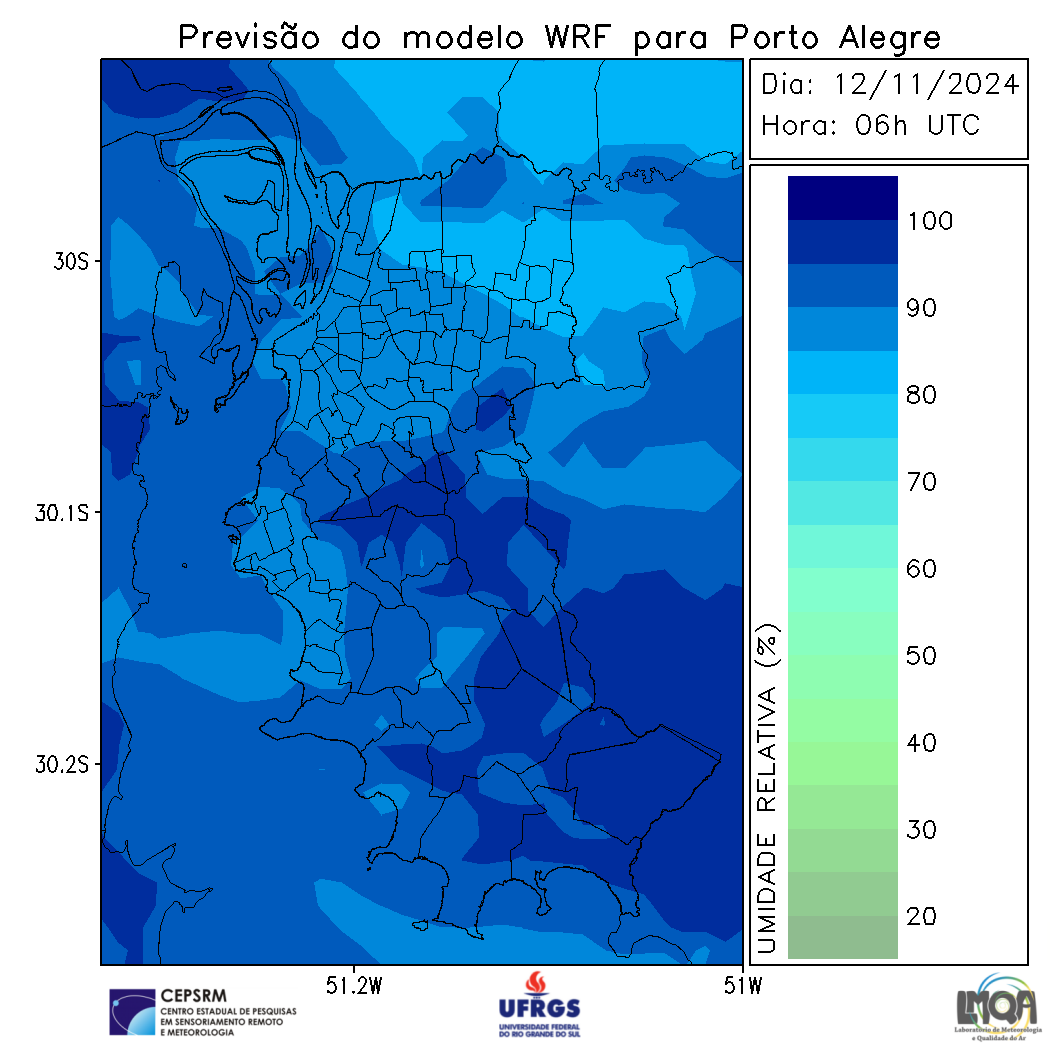 Previsão do modelo WRF para Porto Alegre
Dia: 12/11/2024
Hora: 06h UTC
30S
30.1S
30.2S
51.2W
51W
UMIDADE RELATIVA (%)
100
90
80
70
60
50
40
30
20
CEPSRM
CENTRO ESTADUAL DE PESQUISAS
EM SENSORIAMENTO REMOTO
E METEOROLOGIA
UFRGS
UNIVERSIDADE FEDERAL
DO RIO GRANDE DO SUL
LMQA
Laboratório de Meteorologia
e Qualidade do Ar